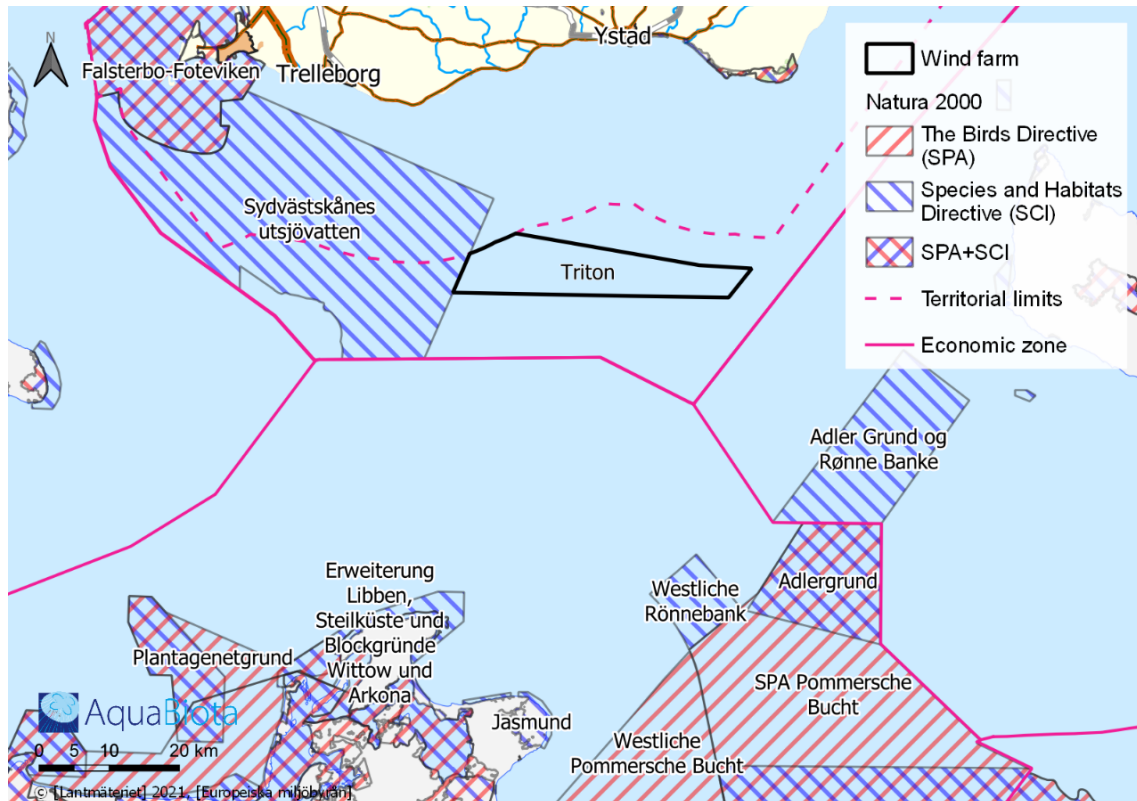 Ystad
Falsterbo-Foteviken
Trelleborg
Wind farm
Natura 2000
The Birds Directive
(SPA)
Species and Habitats
Directive (SCI)
SPA+SCI
Territorial limits
Economic zone
Sydvästskånes
utsjövatten
Triton
Adler Grund og
Rønne Banke
Erweiterung
Libben,
Steilküste und
Blockgründe
Wittow und
Arkona
Westliche
Rönnebank
Adlergrund
Plantagenetgrund
SPA Pommersche
Bucht
Jasmund
Westliche
Pommersche Bucht
N
AquaBiota
0 5 10 20 km
© [Lantmäteriet] 2021, [Europeiska miljöbyrån]